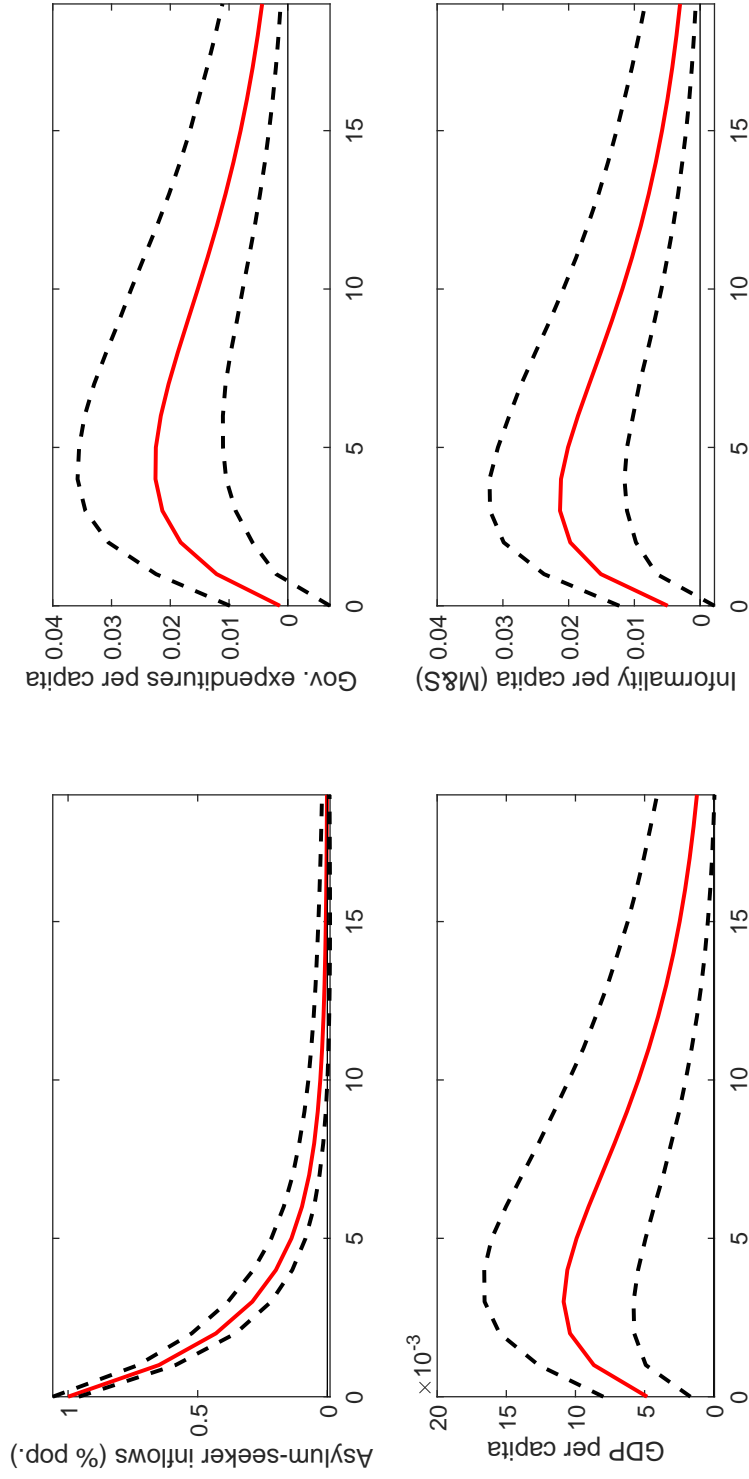 Asylum-seeker inflows (% pop.)
1
0.5
0
0 5 10 15
Gov. expenditures per capita
0.04
0.03
0.02
0.01
0
0 5 10 15
GDP per capita
×10⁻³
20
15
10
5
0
0 5 10 15
Informality per capita (M&S)
0.04
0.03
0.02
0.01
0
0 5 10 15